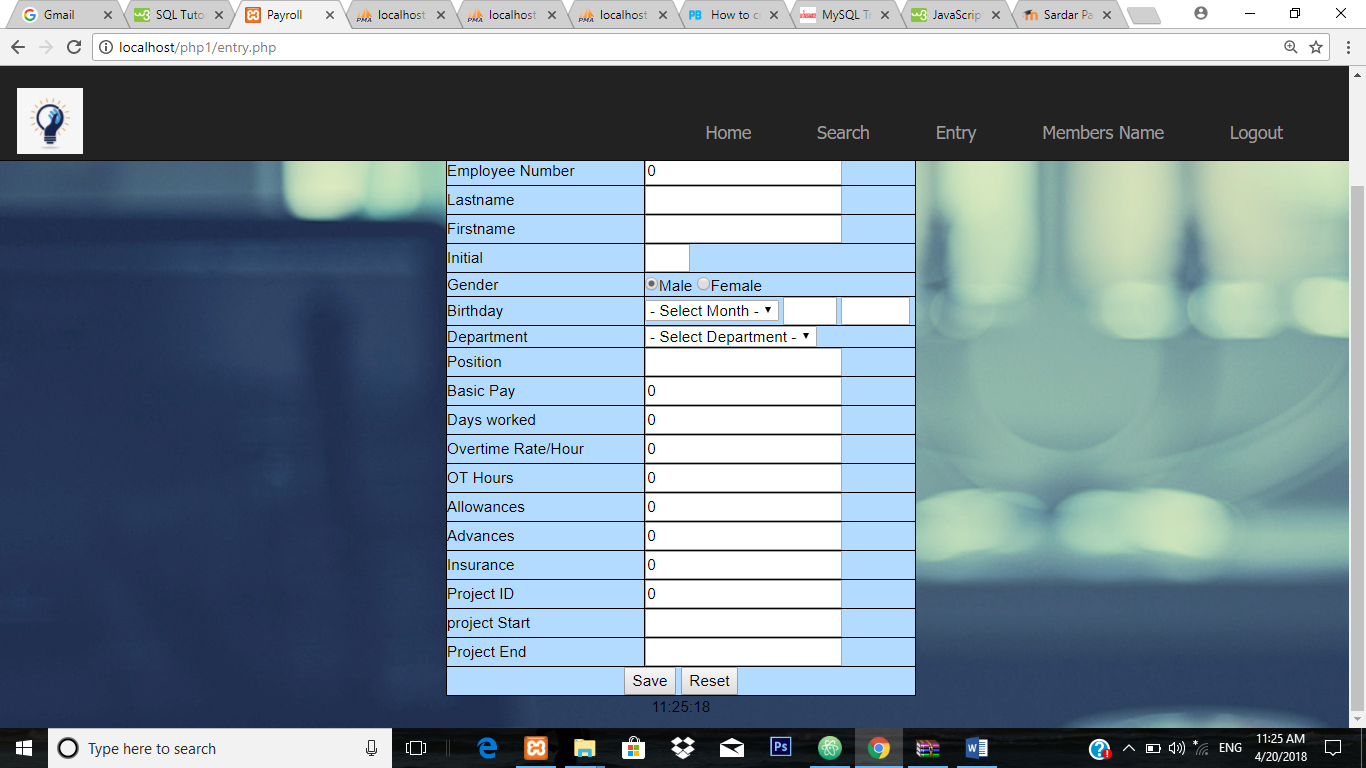 Gmail
SQL Tuto
Payroll
localhost
localhost
localhost
How to c
MySQL T
JavaScrip
Sardar Pa
localhost/php1/entry.php
Home Search Entry Members Name Logout
Employee Number 0
Lastname
Firstname
Initial
Gender Male Female
Birthday - Select Month -
Department - Select Department -
Position
Basic Pay 0
Days worked 0
Overtime Rate/Hour 0
OT Hours 0
Allowances 0
Advances 0
Insurance 0
Project ID 0
project Start
Project End
Save Reset
11:25:18
Type here to search
Ps
ENG
11:25 AM
4/20/2018